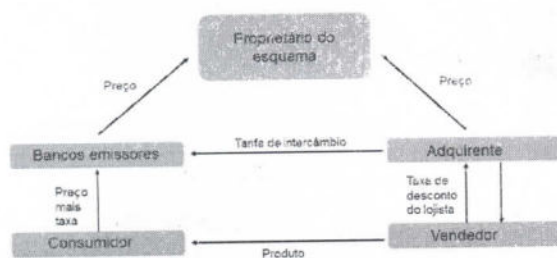 Proprietário do
esquema
Preço
Preço
Bancos emissores
Tarifa de intercâmbio
Adquirente
Preço
mais
taxa
Taxa de
desconto
do lojista
Consumidor
Produto
Vendedor